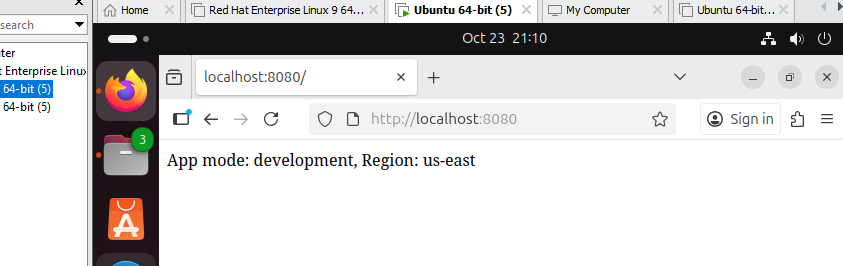 Home
Red Hat Enterprise Linux 9 64...
Ubuntu 64-bit (5)
My Computer
Ubuntu 64-bit...
search
Oct 23 21:10
uter
t Enterprise Linux
64-bit (5)
64-bit (5)
localhost:8080/
http://localhost:8080
Sign in
3
App mode: development, Region: us-east